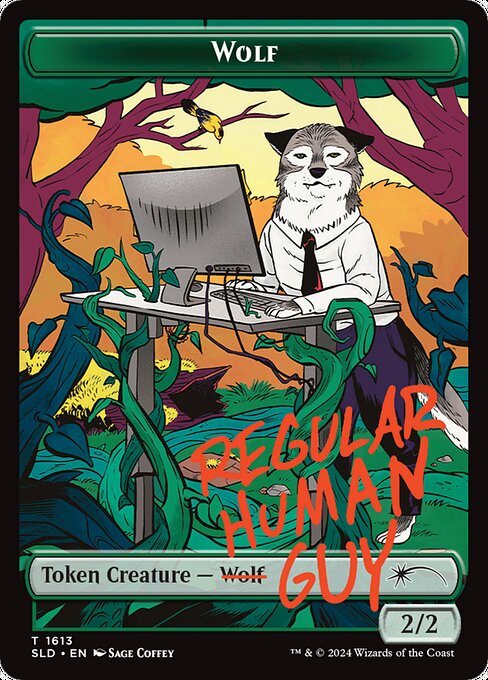 Wolf
REGULAR
HUMAN
GUY
Token Creature — Wolf
2/2
T 1613
SLD • EN Sage Coffey
™ & © 2024 Wizards of the Coast